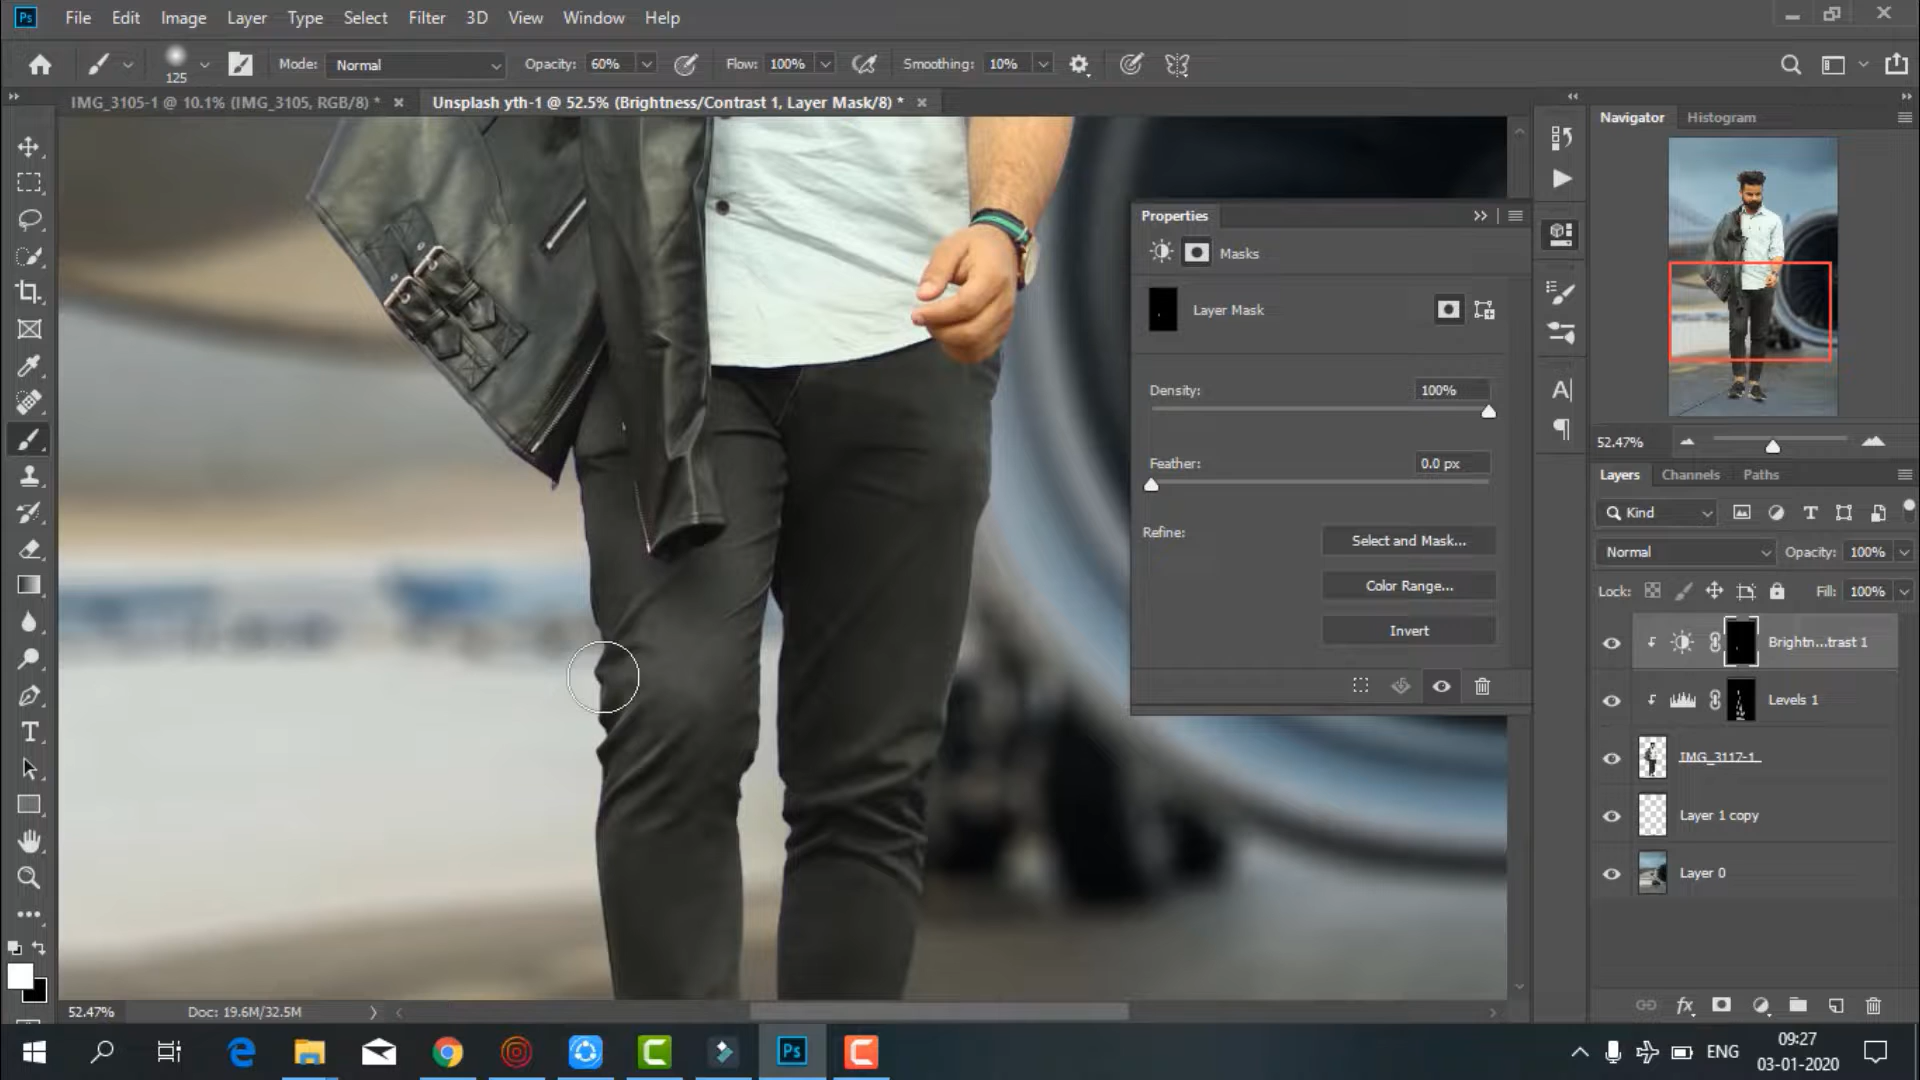 Ps File Edit Image Layer Type Select Filter 3D View Window Help
125 Mode: Normal Opacity: 60% Flow: 100% Smoothing: 10%
IMG_3105-1 @ 10.1% (IMG_3105, RGB/8) * Unsplash yth-1 @ 52.5% (Brightness/Contrast 1, Layer Mask/8) *
Navigator Histogram
Properties
Masks
Layer Mask
Density: 100%
Feather: 0.0 px
Refine:
Select and Mask...
Color Range...
Invert
52.47%
Layers Channels Paths
Kind
Normal Opacity: 100%
Lock: Fill: 100%
Brightn...trast 1
Levels 1
IMG_3117-1
Layer 1 copy
Layer 0
52.47% Doc: 19.6M/32.5M
Ps
ENG
09:27
03-01-2020